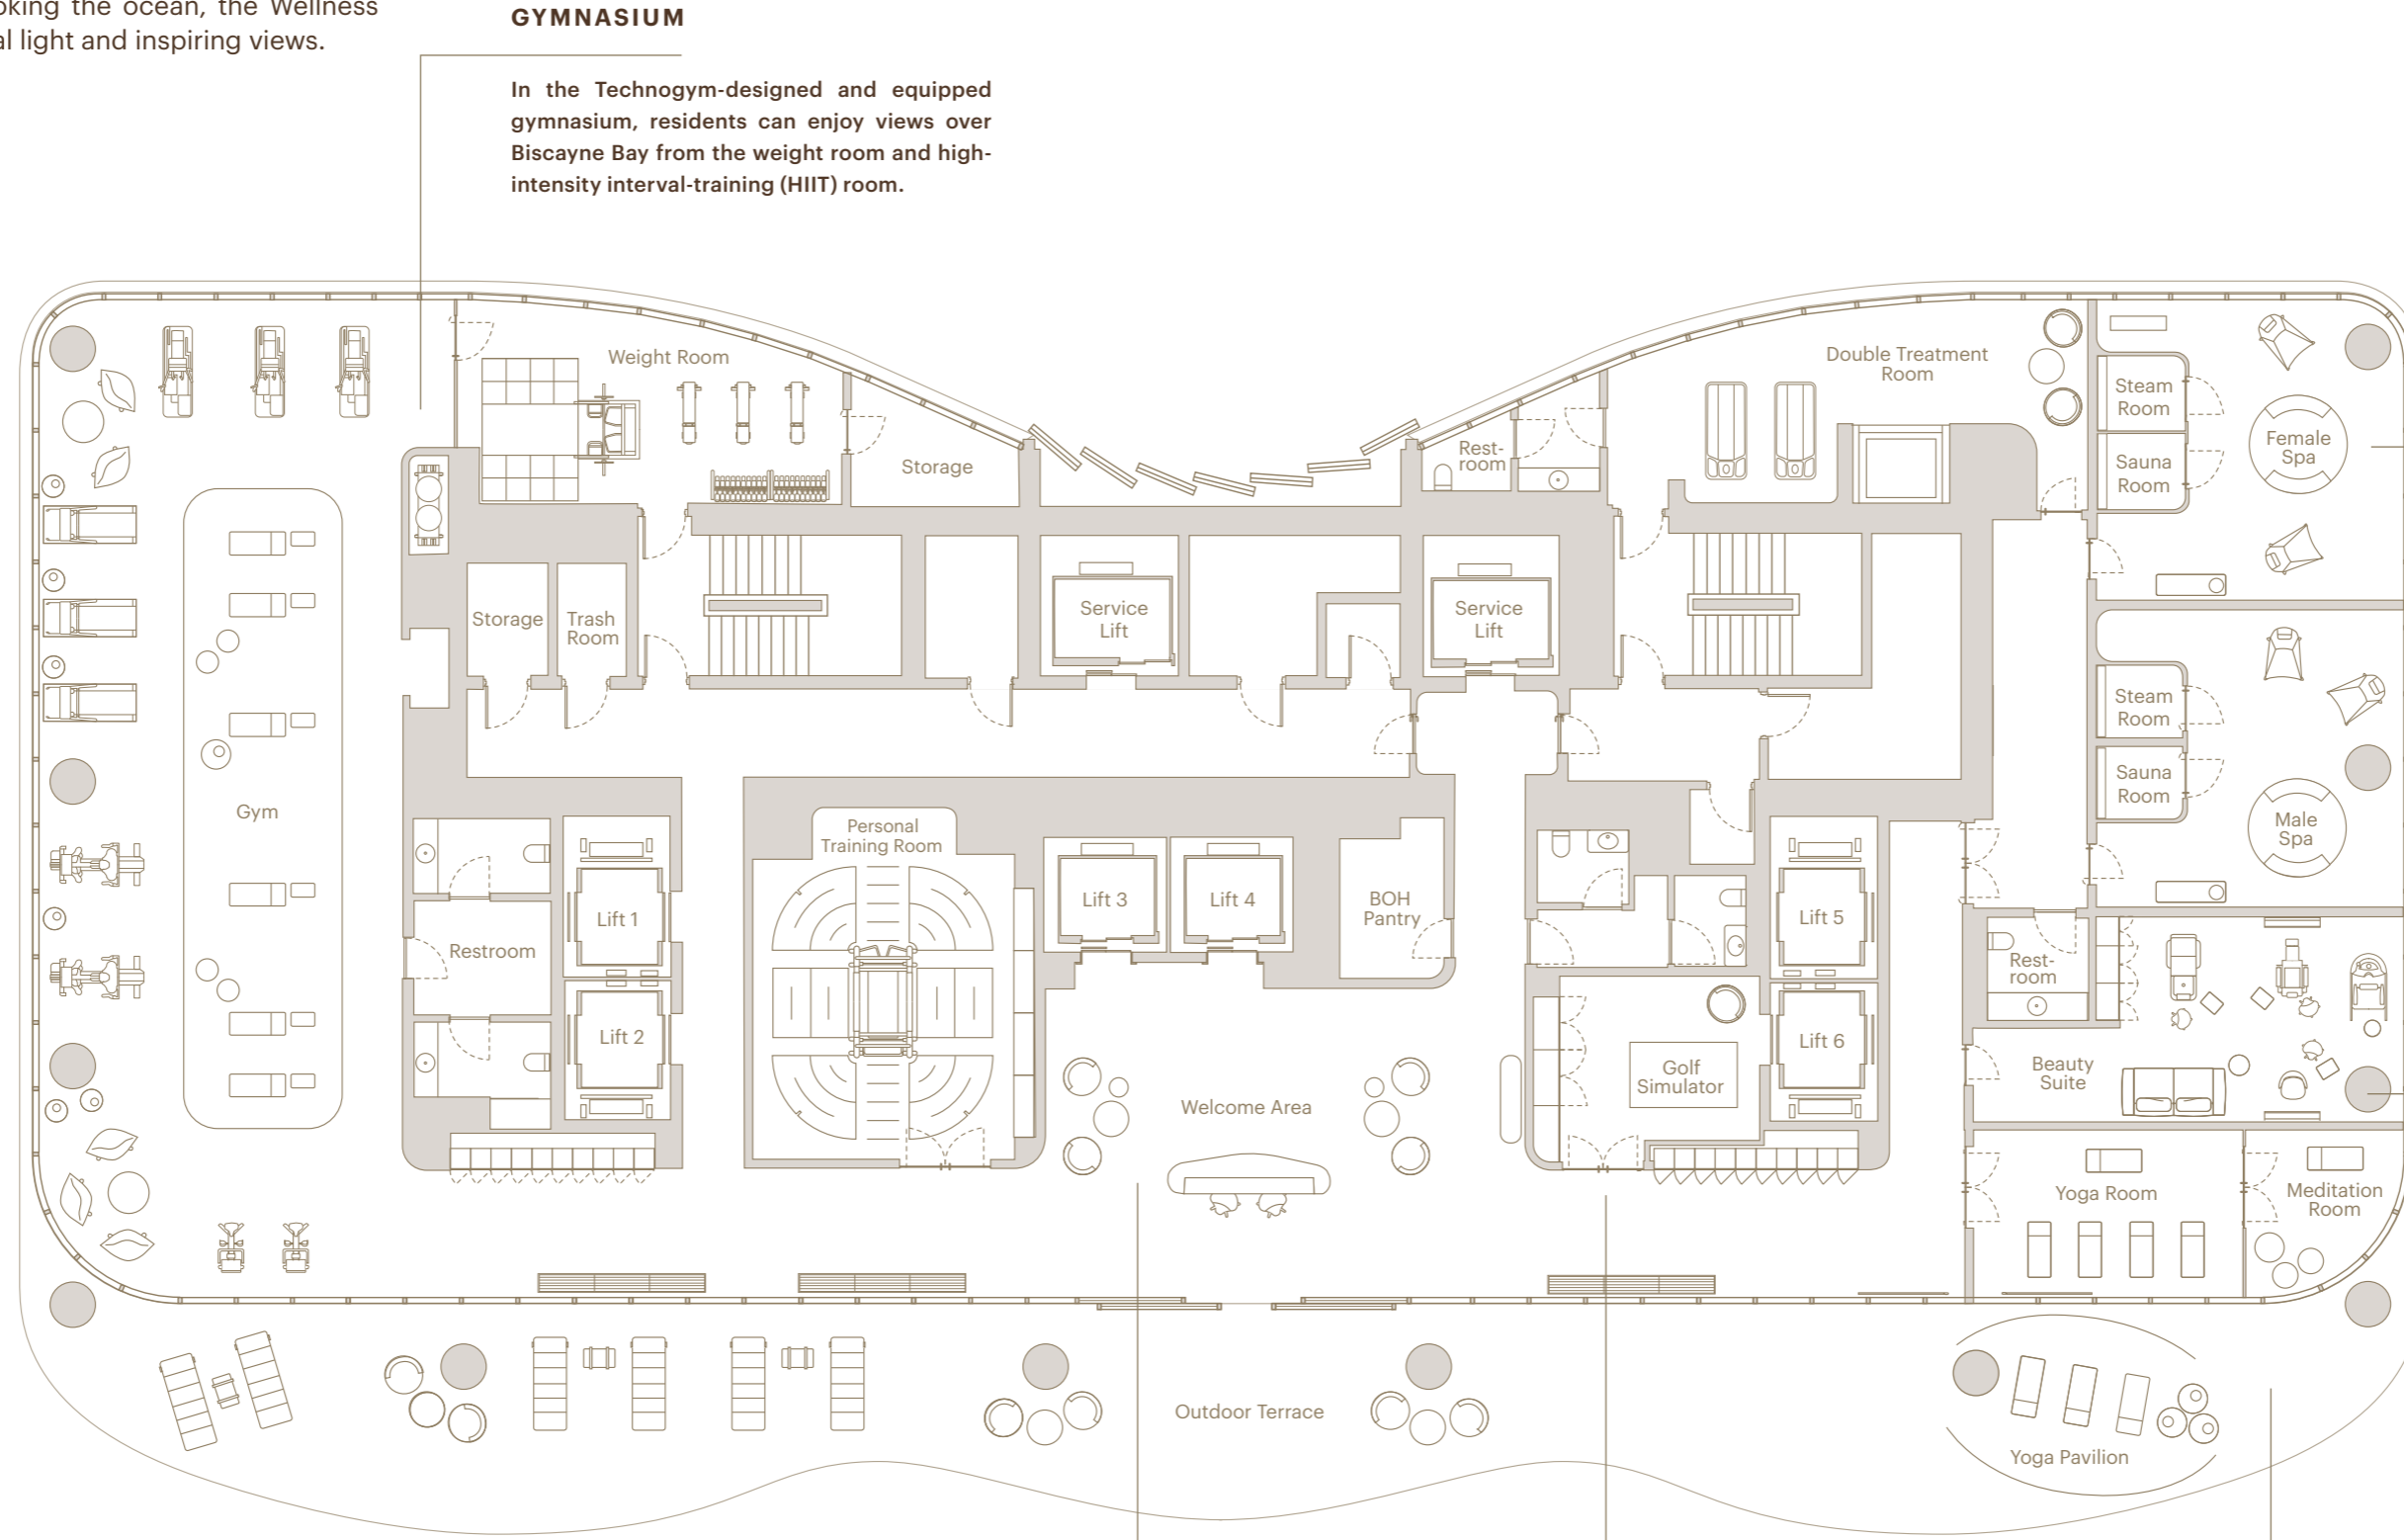 oking the ocean, the Wellness
al light and inspiring views.
GYMNASIUM
In the Technogym-designed and equipped
gymnasium, residents can enjoy views over
Biscayne Bay from the weight room and high-
intensity interval-training (HIIT) room.
Weight Room
Storage
Rest-
room
Double Treatment
Room
Steam
Room
Sauna
Room
Female
Spa
Storage
Trash
Room
Service
Lift
Service
Lift
Steam
Room
Sauna
Room
Male
Spa
Gym
Personal
Training Room
Restroom
Lift 1
Lift 2
Lift 3
Lift 4
BOH
Pantry
Lift 5
Lift 6
Rest-
room
Golf
Simulator
Beauty
Suite
Welcome Area
Yoga Room
Meditation
Room
Outdoor Terrace
Yoga Pavilion